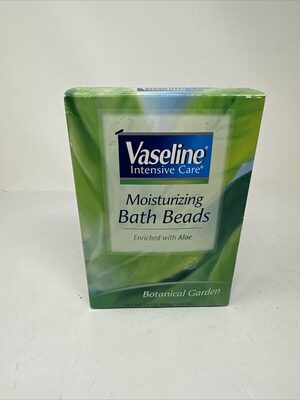 Vaseline®
Intensive Care®
Moisturizing
Bath Beads
Enriched with Aloe
Botanical Garden